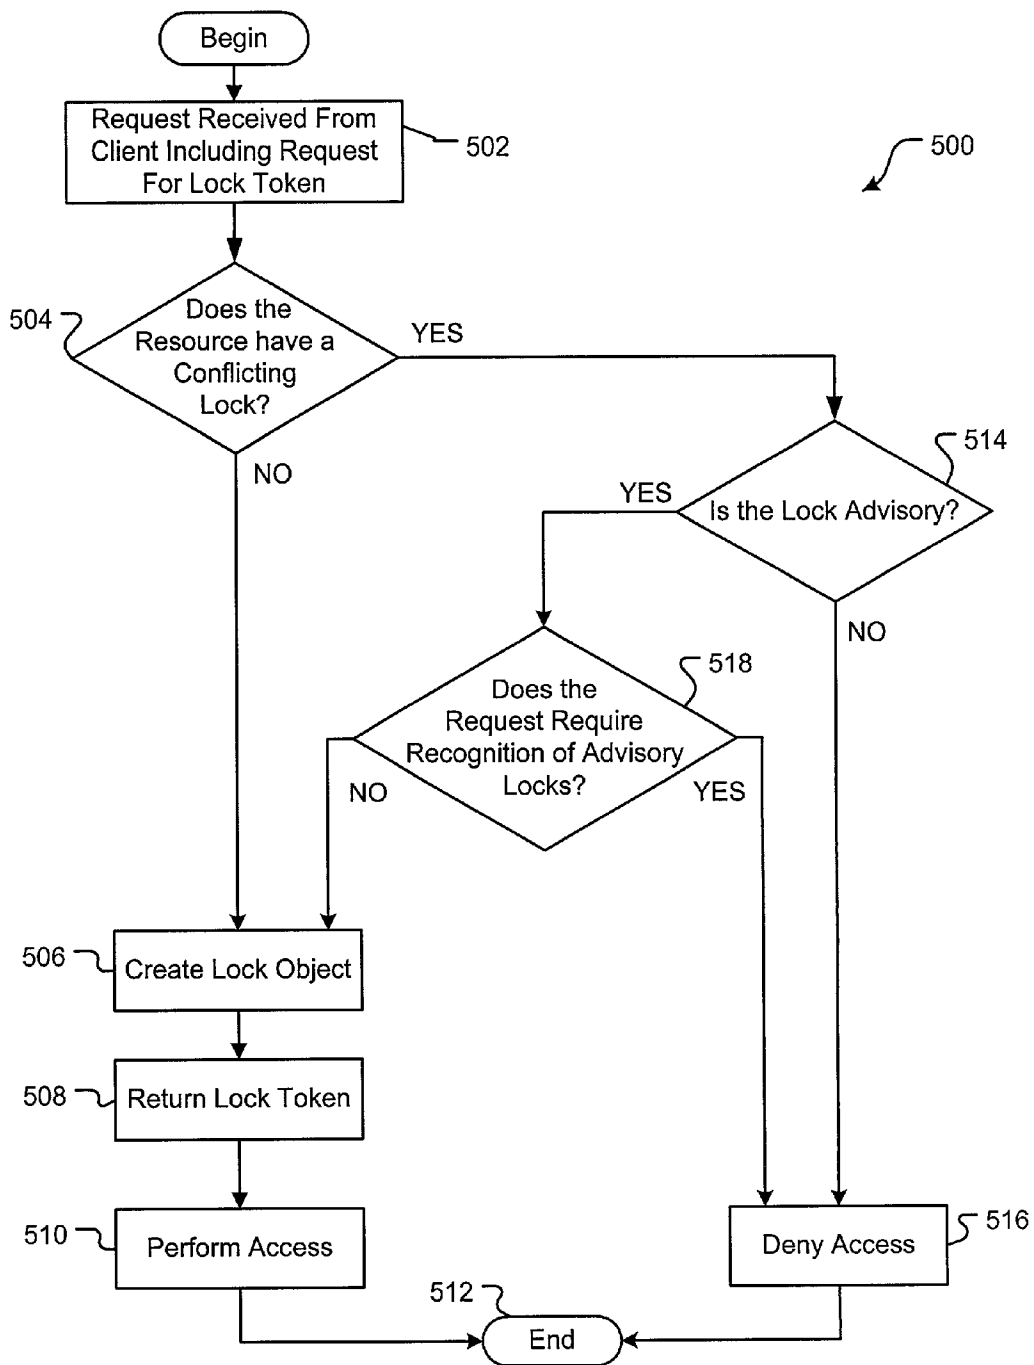 Begin
Request Received From
Client Including Request
For Lock Token
502
500
504
Does the
Resource have a
Conflicting
Lock?
YES
NO
514
Is the Lock Advisory?
YES
NO
518
Does the
Request Require
Recognition of Advisory
Locks?
NO
YES
506
Create Lock Object
508
Return Lock Token
510
Perform Access
516
Deny Access
512
End